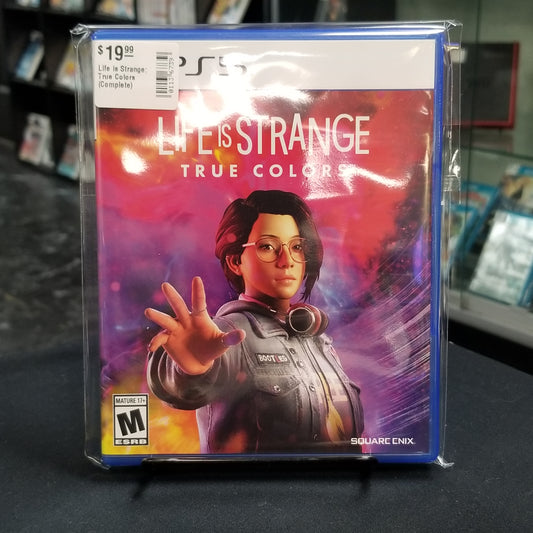 $19.99
Life is Strange:
True Colors
(Complete)
PS5
LIFE IS STRANGE
TRUE COLORS
MATURE 17+
M
ESRB
SQUARE ENIX